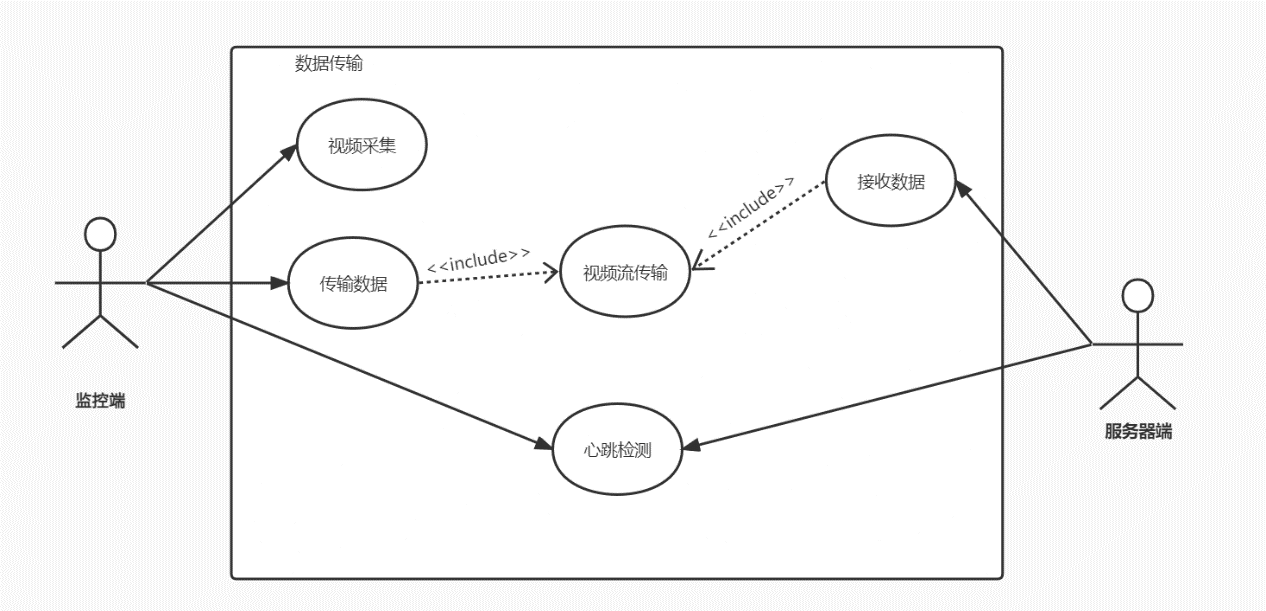 数据传输
视频采集
接收数据
<<include>>
<<include>>
传输数据
视频流传输
监控端
服务器端
心跳检测